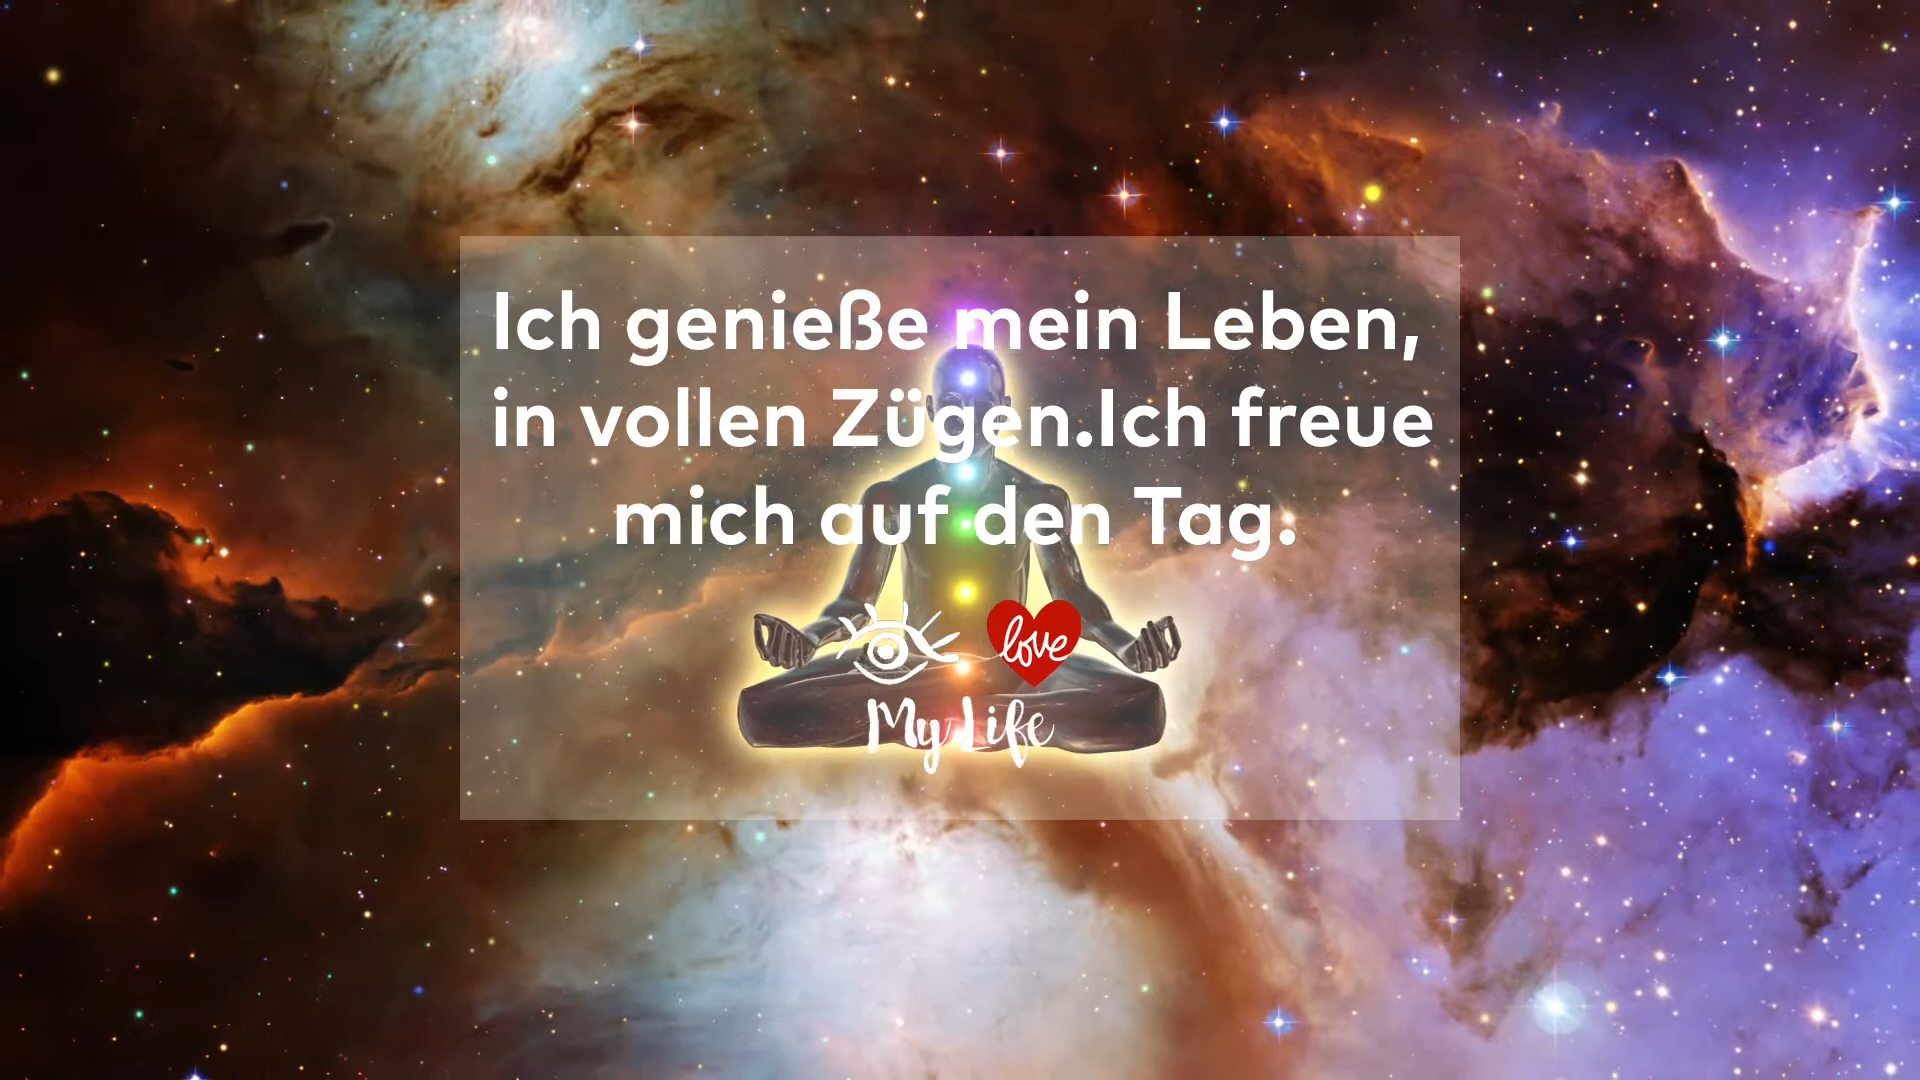 Ich genieße mein Leben,
in vollen Zügen.Ich freue
mich auf den Tag.
love
My Life